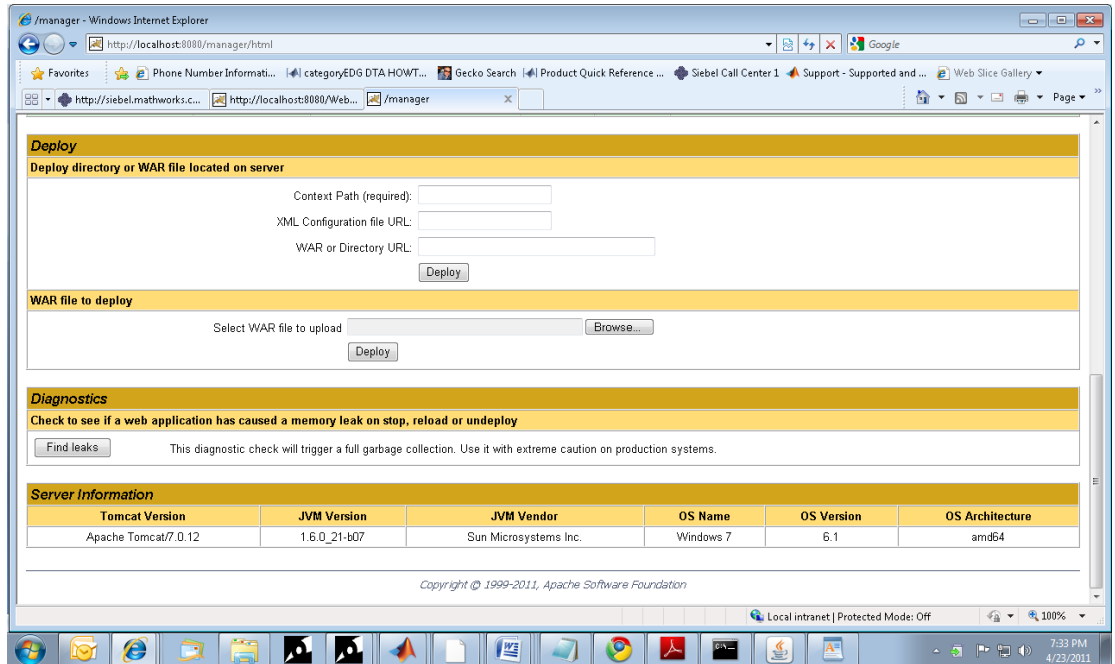 /manager - Windows Internet Explorer
http://localhost:8080/manager/html
Google
Favorites Phone Number Informati... categoryEDG DTA HOWT... Gecko Search Product Quick Reference ... Siebel Call Center 1 Support - Supported and ... Web Slice Gallery
http://siebel.mathworks.c... http://localhost:8080/Web... /manager x Page »
Deploy
Deploy directory or WAR file located on server
Context Path (required):
XML Configuration file URL:
WAR or Directory URL:
Deploy
WAR file to deploy
Select WAR file to upload Browse...
Deploy
Diagnostics
Check to see if a web application has caused a memory leak on stop, reload or undeploy
Find leaks This diagnostic check will trigger a full garbage collection. Use it with extreme caution on production systems.
Server Information
Tomcat Version JVM Version JVM Vendor OS Name OS Version OS Architecture
Apache Tomcat/7.0.12 1.6.0_21-b07 Sun Microsystems Inc. Windows 7 6.1 amd64
Copyright © 1999-2011, Apache Software Foundation
Local intranet | Protected Mode: Off 100%
7:33 PM
4/23/2011